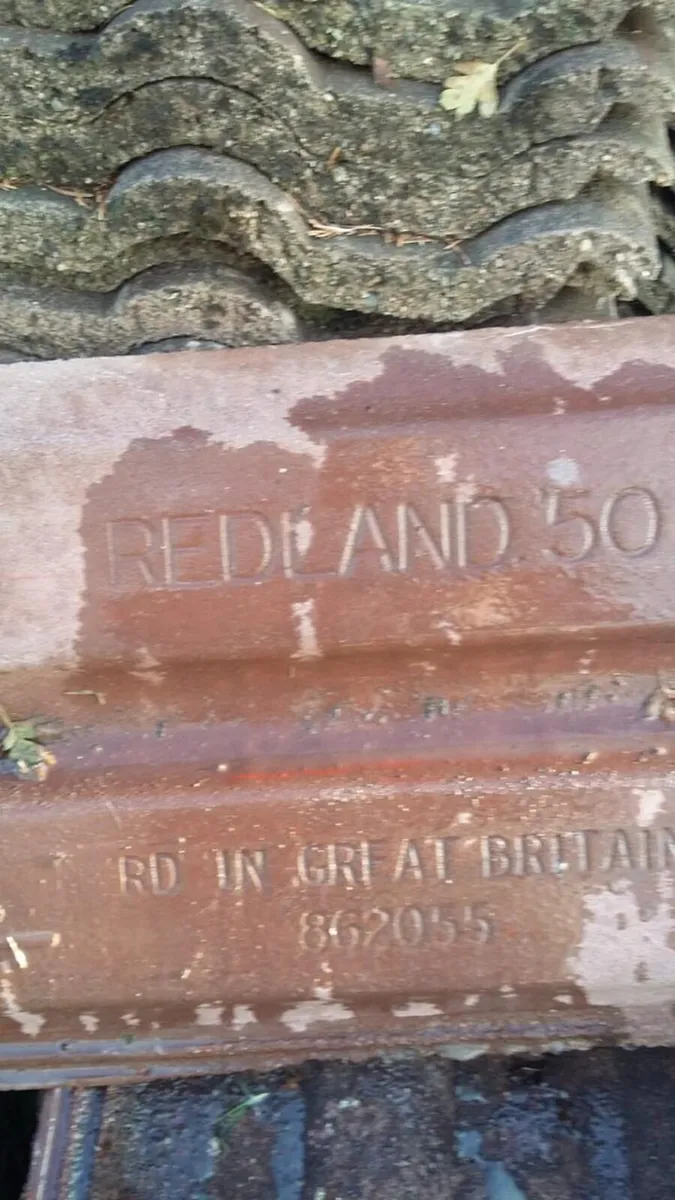 REDLAND '50
RD. IN GREAT BRITAIN
862055